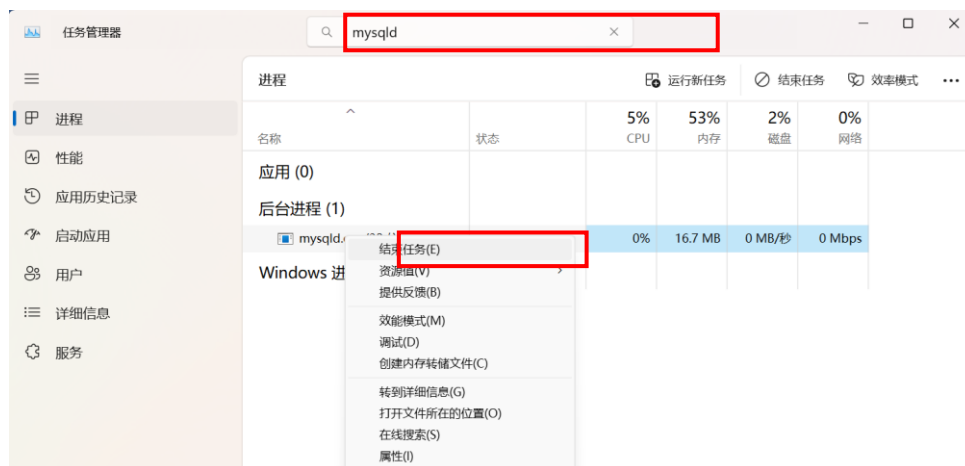 任务管理器
mysqld
进程
运行新任务
结束任务
效率模式
进程
性能
应用历史记录
启动应用
用户
详细信息
服务
5% 53% 2% 0%
名称 状态 CPU 内存 磁盘 网络
应用 (0)
后台进程 (1)
mysqld. 0% 16.7 MB 0 MB/秒 0 Mbps
Windows 进
结束任务(E)
资源值(V)
提供反馈(B)
效能模式(M)
调试(D)
创建内存转储文件(C)
转到详细信息(G)
打开文件所在的位置(O)
在线搜索(S)
属性(I)